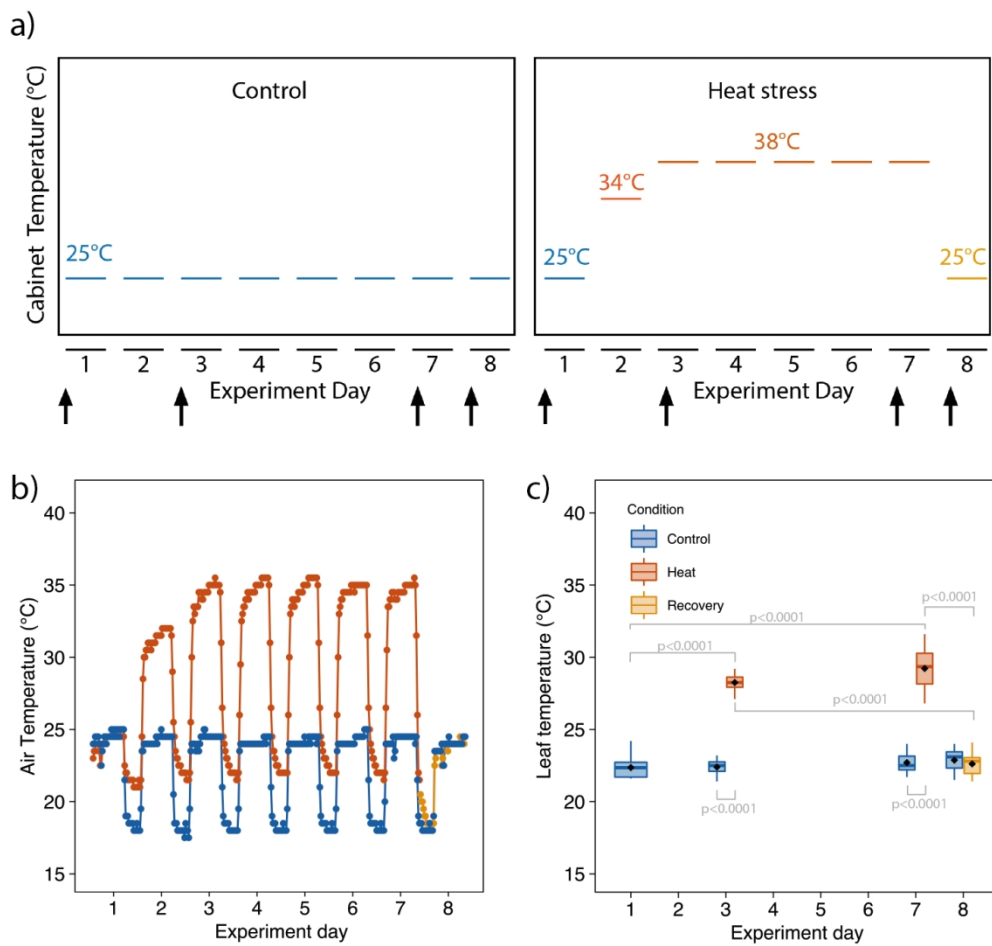 a)
Cabinet Temperature (°C)
Control
25°C
1 2 3 4 5 6 7 8
Experiment Day
Heat stress
38°C
34°C
25°C
25°C
1 2 3 4 5 6 7 8
Experiment Day
b)
Air Temperature (°C)
40
35
30
25
20
15
1 2 3 4 5 6 7 8
Experiment day
c)
Leaf temperature (°C)
40
35
30
25
20
15
Condition
Control
Heat
Recovery
p<0.0001
p<0.0001
p<0.0001
p<0.0001
p<0.0001
p<0.0001
1 2 3 4 5 6 7 8
Experiment day